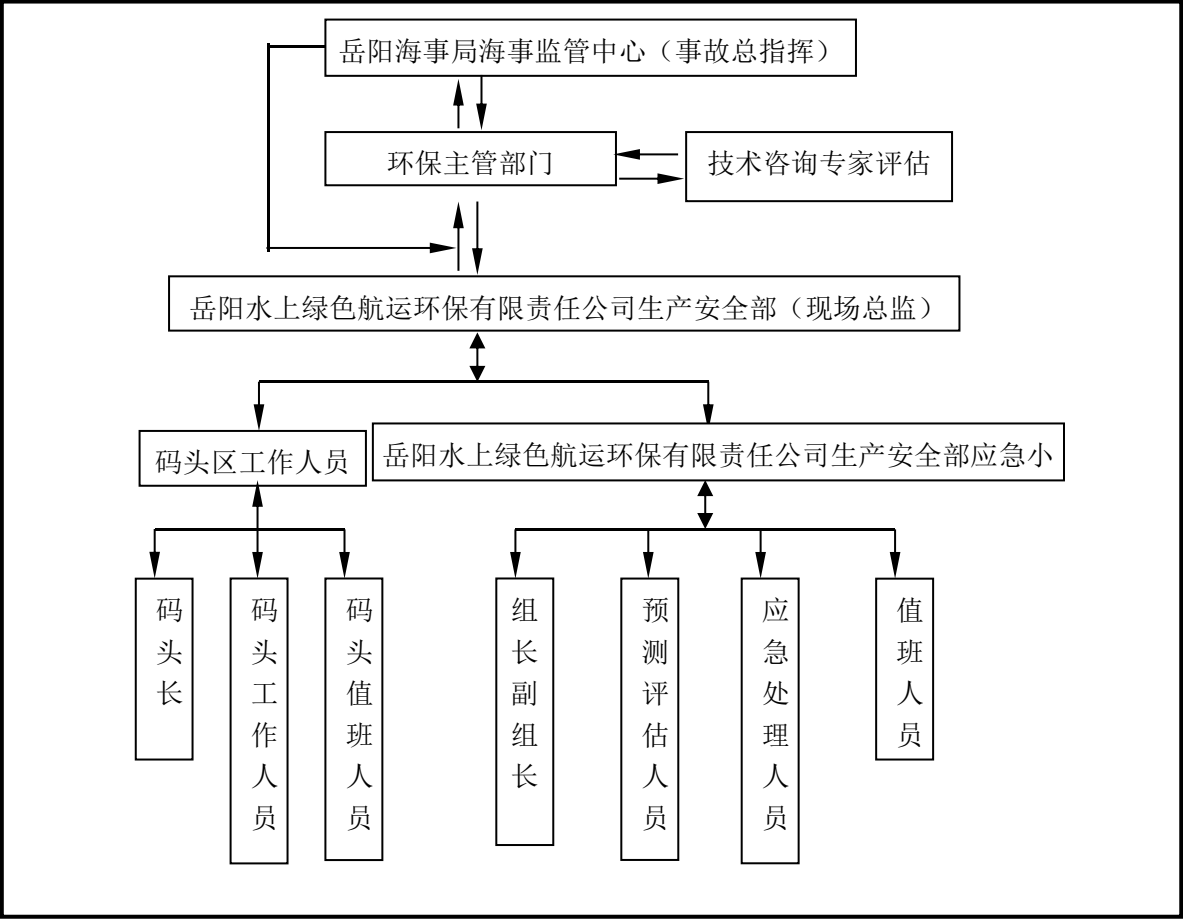 岳阳海事局海事监管中心（事故总指挥）
环保主管部门
技术咨询专家评估
岳阳水上绿色航运环保有限责任公司生产安全部（现场总监）
码头区工作人员
岳阳水上绿色航运环保有限责任公司生产安全部应急小
码头长
码头工作人员
码头值班人员
组长副组长
预测评估人员
应急处理人员
值班人员